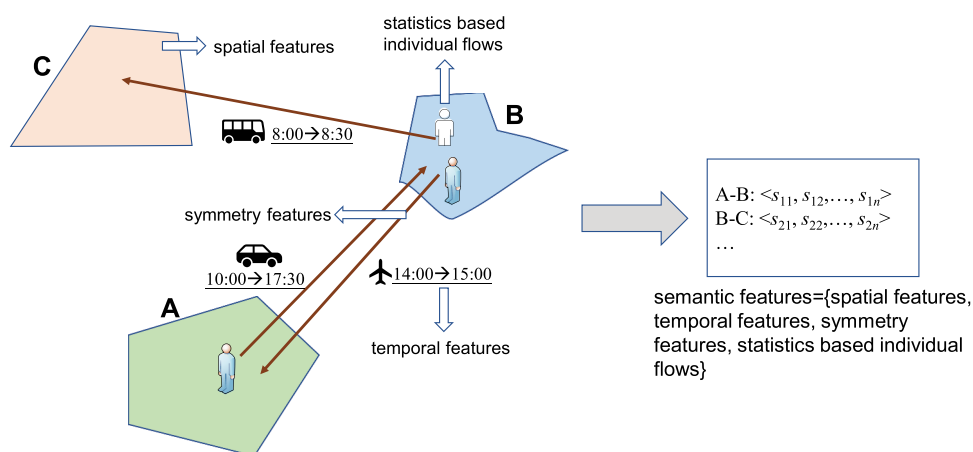 statistics based
individual flows
spatial features
C
B
8:00→8:30
symmetry features
10:00→17:30
14:00→15:00
A
temporal features
A-B: <s11, s12,…, s1n>
B-C: <s21, s22,…, s2n>
…
semantic features={spatial features,
temporal features, symmetry
features, statistics based individual
flows}